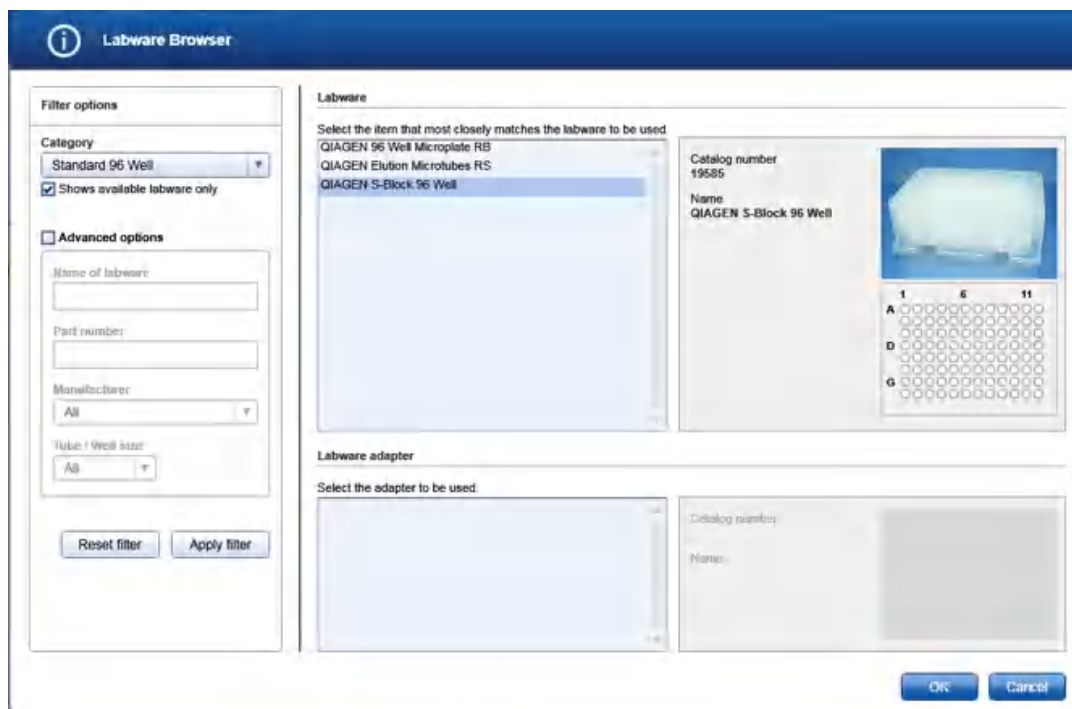 Labware Browser
Filter options
Category
Standard 96 Well
Shows available labware only
Advanced options
Name of labware
Part number
Manufacturer
All
Tube / Well size
All
Reset filter
Apply filter
Labware
Select the item that most closely matches the labware to be used
QIAGEN 96 Well Microplate RB
QIAGEN Elution Microtubes RS
QIAGEN S-Block 96 Well
Catalog number
19585
Name
QIAGEN S-Block 96 Well
1 6 11
A
D
G
Labware adapter
Select the adapter to be used.
Catalog number
Name
OK
Cancel